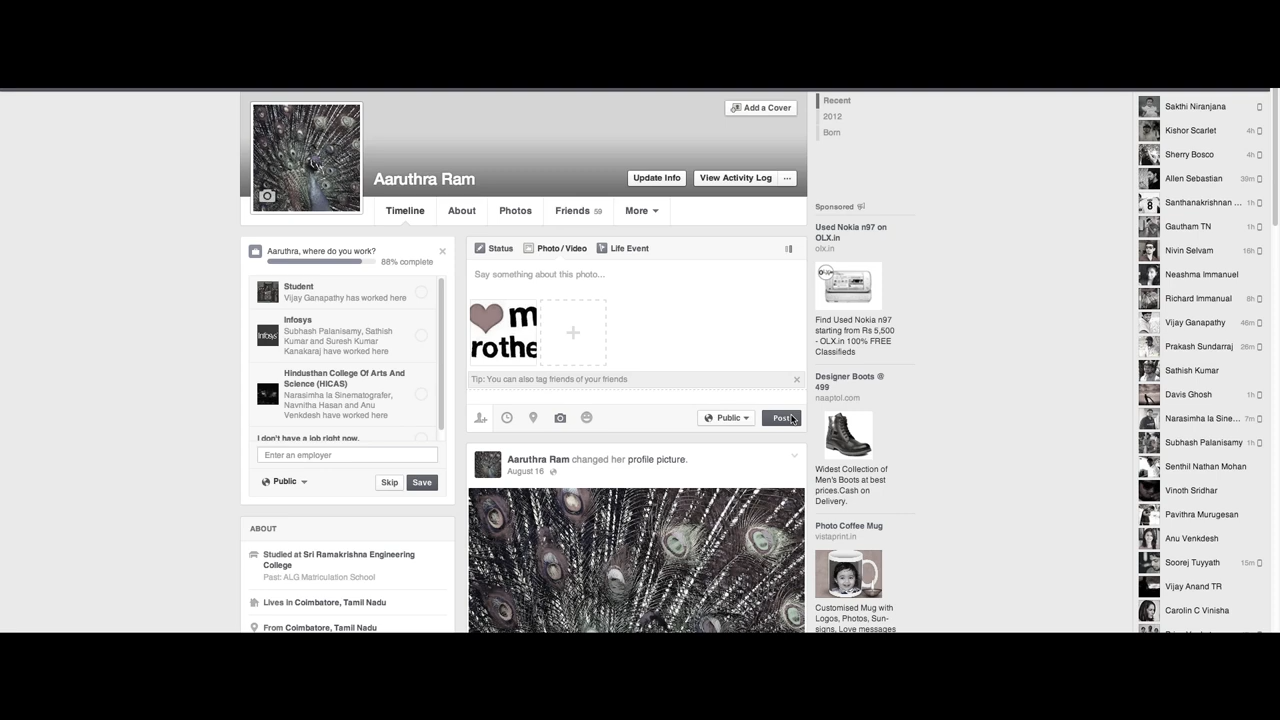 Add a Cover
Aaruthra Ram
Update Info
View Activity Log ...
Timeline
About
Photos
Friends 59
More
Aaruthra, where do you work?
88% complete
Student
Vijay Ganapathy has worked here
Infosys
Infosys
Subhash Palanisamy, Sathish
Kumar and Suresh Kumar
Kanakaraj have worked here
Hindusthan College Of Arts And
Science (HICAS)
Narasimha la Sinematografer,
Navnitha Hasan and Anu
Venkdesh have worked here
I don't have a job right now.
Enter an employer
Public
Skip
Save
ABOUT
Studied at Sri Ramakrishna Engineering
College
Past: ALG Matriculation School
Lives in Coimbatore, Tamil Nadu
From Coimbatore, Tamil Nadu
Status
Photo / Video
Life Event
Say something about this photo...
m
rothe
Tip: You can also tag friends of your friends
Public
Post
Aaruthra Ram changed her profile picture.
August 16
Recent
2012
Born
Sponsored
Used Nokia n97 on
OLX.in
olx.in
Find Used Nokia n97
starting from Rs 5,500
- OLX.in 100% FREE
Classifieds
Designer Boots @
499
naaptol.com
Widest Collection of
Men's Boots at best
prices.Cash on
Delivery.
Photo Coffee Mug
vistaprint.in
Customised Mug with
Logos, Photos, Sun-
signs, Love messages
Sakthi Niranjana
Kishor Scarlet 4h
Sherry Bosco 4h
Allen Sebastian 39m
8
Santhanakrishnan ... 1h
Gautham TN 1h
Nivin Selvam 16h
Neashma Immanuel
Richard Immanual 8h
Vijay Ganapathy 46m
Prakash Sundarraj 26m
Sathish Kumar
Davis Ghosh 1h
Narasimha la Sine... 7m
Subhash Palanisamy 1h
Senthil Nathan Mohan
Vinoth Sridhar
Pavithra Murugesan
Anu Venkdesh
Soorej Tuyyath 15m
Vijay Anand TR
Carolin C Vinisha